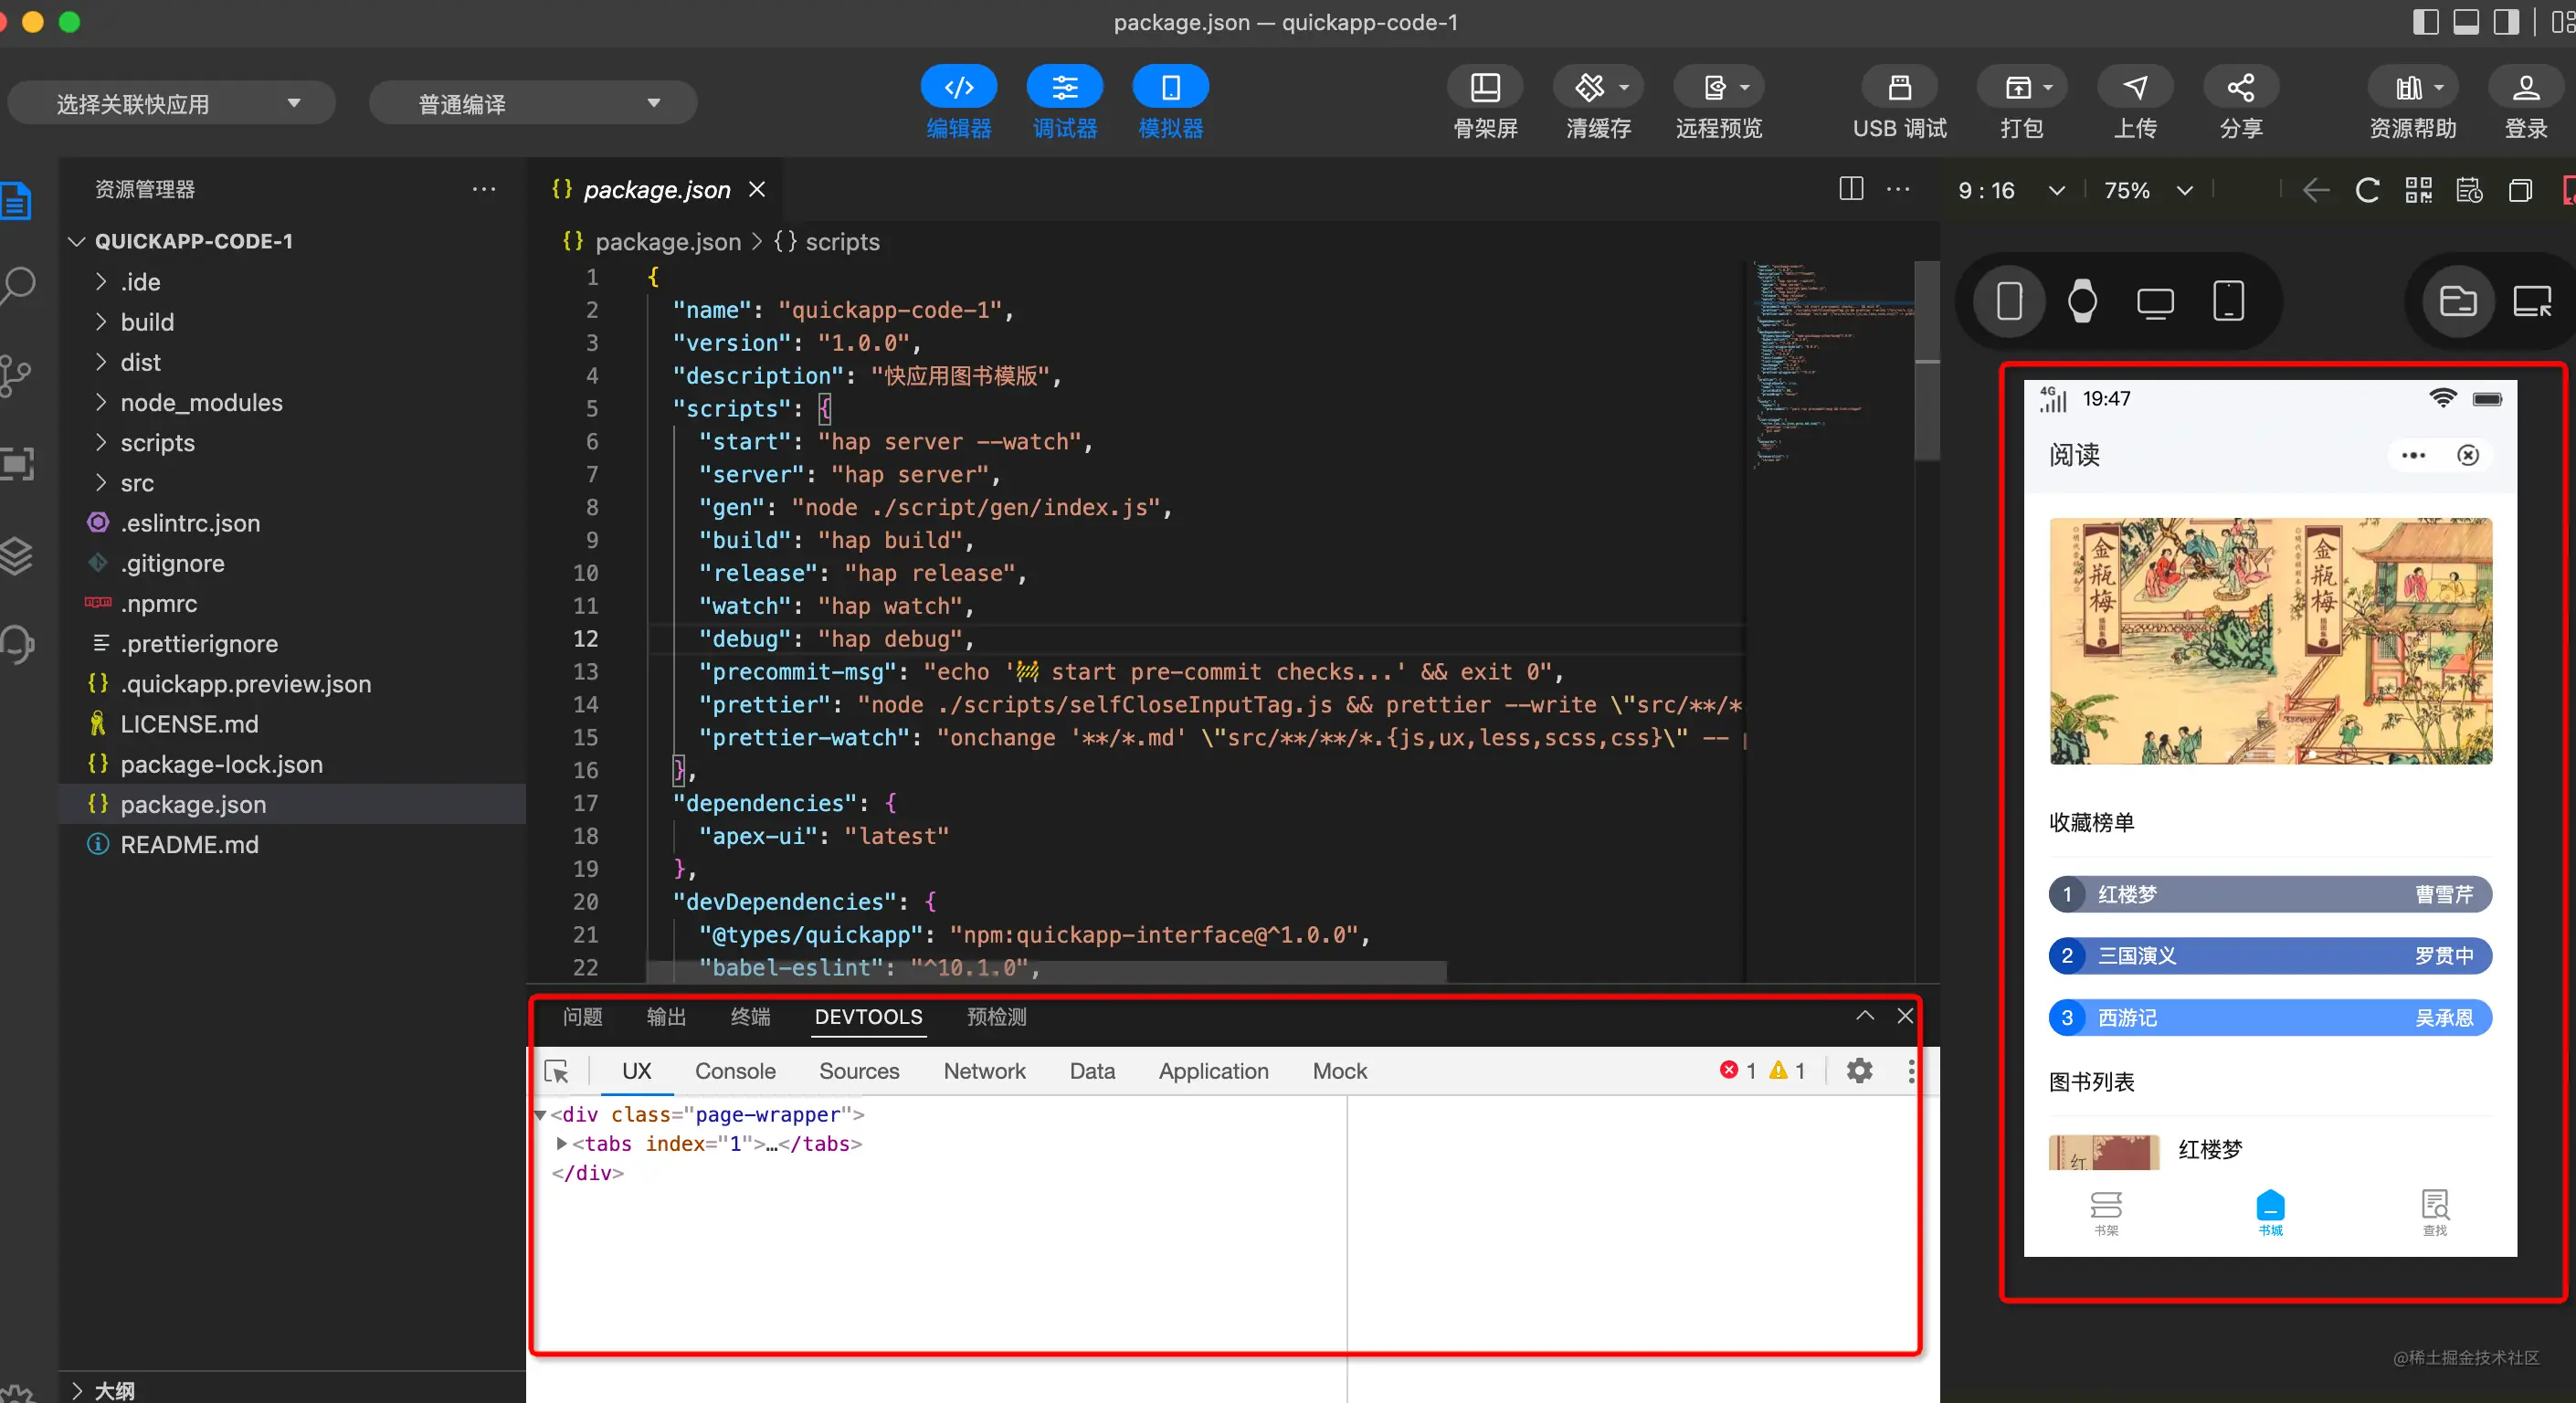 package.json — quickapp-code-1
选择关联快应用
普通编译
编辑器
调试器
模拟器
骨架屏
清缓存
远程预览
USB 调试
打包
上传
分享
资源帮助
登录
资源管理器
QUICKAPP-CODE-1
.ide
build
dist
node_modules
scripts
src
.eslintrc.json
.gitignore
.npmrc
.prettierignore
.quickapp.preview.json
LICENSE.md
package-lock.json
package.json
README.md
大纲
{} package.json
{} package.json > {} scripts
1 {
2 "name": "quickapp-code-1",
3 "version": "1.0.0",
4 "description": "快应用图书模版",
5 "scripts": {
6 "start": "hap server --watch",
7 "server": "hap server",
8 "gen": "node ./script/gen/index.js",
9 "build": "hap build",
10 "release": "hap release",
11 "watch": "hap watch",
12 "debug": "hap debug",
13 "precommit-msg": "echo '🚧 start pre-commit checks...' && exit 0",
14 "prettier": "node ./scripts/selfCloseInputTag.js && prettier --write \"src/**/*
15 "prettier-watch": "onchange '**/*.md' \"src/**/**/*.{js,ux,less,scss,css}\" --
16 },
17 "dependencies": {
18 "apex-ui": "latest"
19 },
20 "devDependencies": {
21 "@types/quickapp": "npm:quickapp-interface@^1.0.0",
22 "babel-eslint": "^10.1.0",
问题
输出
终端
DEVTOOLS
预检测
UX
Console
Sources
Network
Data
Application
Mock
1
1
<div class="page-wrapper">
<tabs index="1">…</tabs>
</div>
9 : 16
75%
4G
19:47
阅读
金瓶梅
金瓶梅
收藏榜单
1 红楼梦 曹雪芹
2 三国演义 罗贯中
3 西游记 吴承恩
图书列表
红
红楼梦
书架
书城
查找
@稀土掘金技术社区